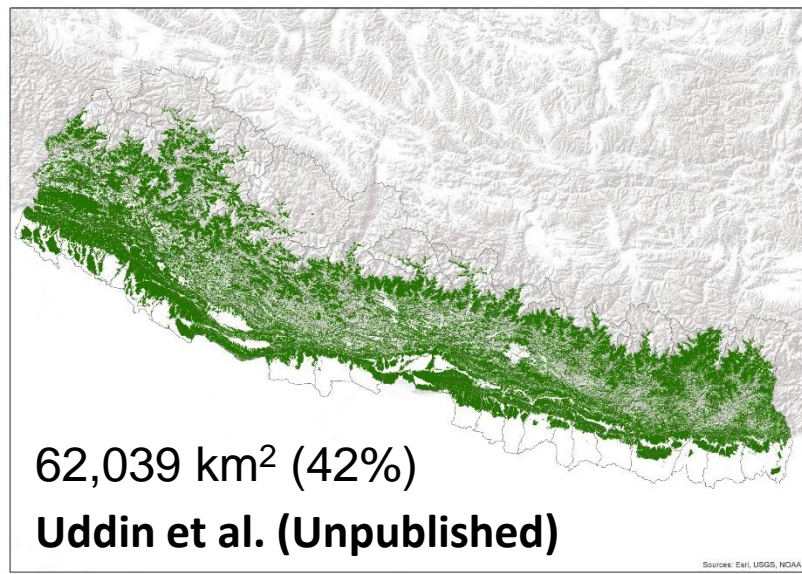 62,039 km² (42%)
Uddin et al. (Unpublished)
Sources: Esri, USGS, NOAA